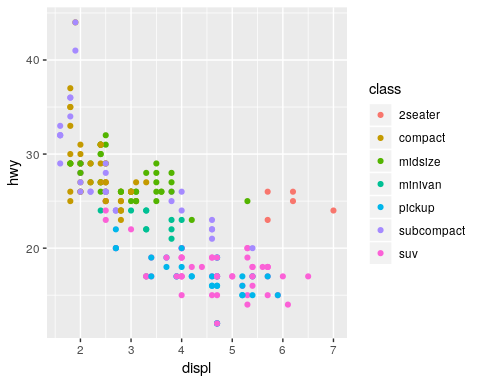 hwy
40
30
20
2
3
4
5
6
7
displ
class
2seater
compact
midsize
minivan
pickup
subcompact
suv